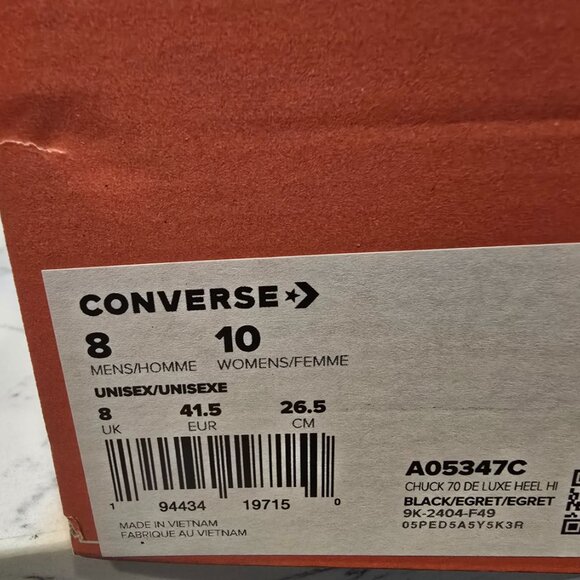 CONVERSE
8 10
MENS/HOMME WOMENS/FEMME
UNISEX/UNISEXE
8 41.5 26.5
UK EUR CM
1 94434 19715 0
MADE IN VIETNAM
FABRIQUE AU VIETNAM
A05347C
CHUCK 70 DE LUXE HEEL HI
BLACK/EGRET/EGRET
9K-2404-F49
05PED5A5Y5K3R